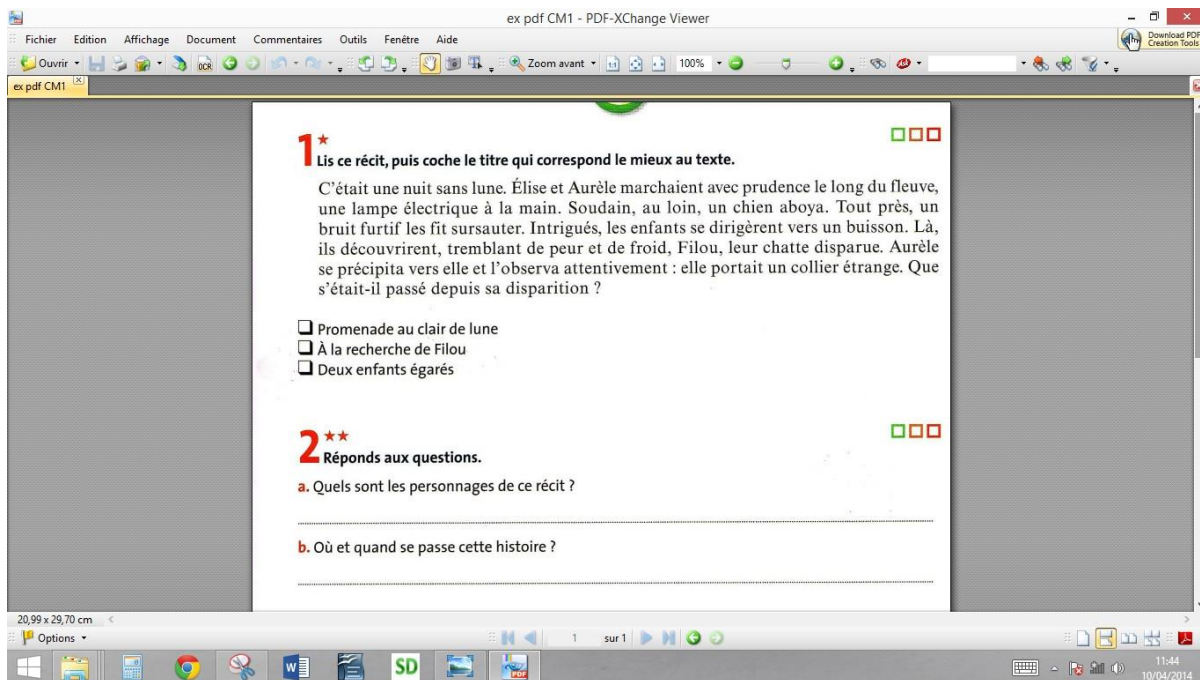 ex pdf CM1 - PDF-XChange Viewer
Fichier Edition Affichage Document Commentaires Outils Fenêtre Aide
Download PDF
Creation Tools
Ouvrir OCR Zoom avant 1:1 100%
ex pdf CM1
1
Lis ce récit, puis coche le titre qui correspond le mieux au texte.
C'était une nuit sans lune. Élise et Aurèle marchaient avec prudence le long du fleuve,
une lampe électrique à la main. Soudain, au loin, un chien aboya. Tout près, un
bruit furtif les fit sursauter. Intrigués, les enfants se dirigèrent vers un buisson. Là,
ils découvrirent, tremblant de peur et de froid, Filou, leur chatte disparue. Aurèle
se précipita vers elle et l'observa attentivement : elle portait un collier étrange. Que
s'était-il passé depuis sa disparition ?
Promenade au clair de lune
À la recherche de Filou
Deux enfants égarés
2
Réponds aux questions.
a. Quels sont les personnages de ce récit ?
b. Où et quand se passe cette histoire ?
20,99 x 29,70 cm
Options 1 sur 1
W SD PDF
11:44
10/04/2014